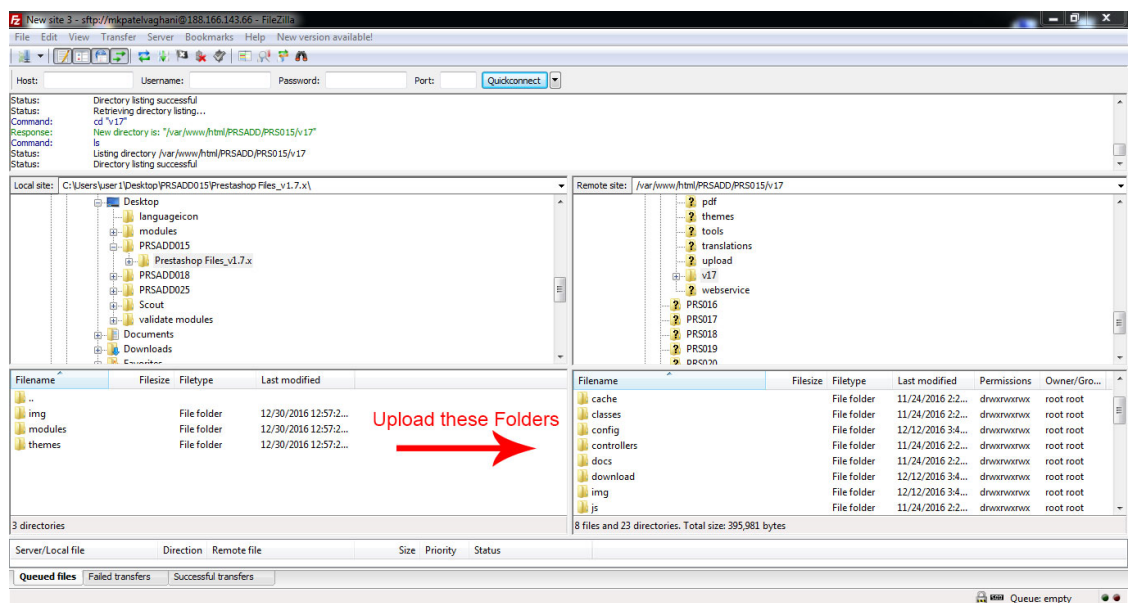 New site 3 - sftp://mkpatelvaghani@188.166.143.66 - FileZilla
File Edit View Transfer Server Bookmarks Help New version available!
Host: Username: Password: Port: Quickconnect
Status: Directory listing successful
Status: Retrieving directory listing...
Command: cd "v17"
Response: New directory is: "/var/www/html/PRSADD/PRS015/v17"
Command: ls
Status: Listing directory /var/www/html/PRSADD/PRS015/v17
Status: Directory listing successful
Local site: C:\Users\user1\Desktop\PRSADD015\Prestashop Files_v1.7.x\
Desktop
languageicon
modules
PRSADD015
Prestashop Files_v1.7.x
PRSADD018
PRSADD025
Scout
validate modules
Documents
Downloads
Favorites
Remote site: /var/www/html/PRSADD/PRS015/v17
pdf
themes
tools
translations
upload
v17
webservice
PRS016
PRS017
PRS018
PRS019
PRS020
Filename Filesize Filetype Last modified
..
img File folder 12/30/2016 12:57:2...
modules File folder 12/30/2016 12:57:2...
themes File folder 12/30/2016 12:57:2...
3 directories
Upload these Folders
Filename Filesize Filetype Last modified Permissions Owner/Gro...
cache File folder 11/24/2016 2:2... drwxrwxrwx root root
classes File folder 11/24/2016 2:2... drwxrwxrwx root root
config File folder 12/12/2016 3:4... drwxrwxrwx root root
controllers File folder 11/24/2016 2:2... drwxrwxrwx root root
docs File folder 11/24/2016 2:2... drwxrwxrwx root root
download File folder 12/12/2016 3:4... drwxrwxrwx root root
img File folder 12/12/2016 3:4... drwxrwxrwx root root
js File folder 11/24/2016 2:2... drwxrwxrwx root root
8 files and 23 directories. Total size: 395,981 bytes
Server/Local file Direction Remote file Size Priority Status
Queued files Failed transfers Successful transfers
Queue: empty